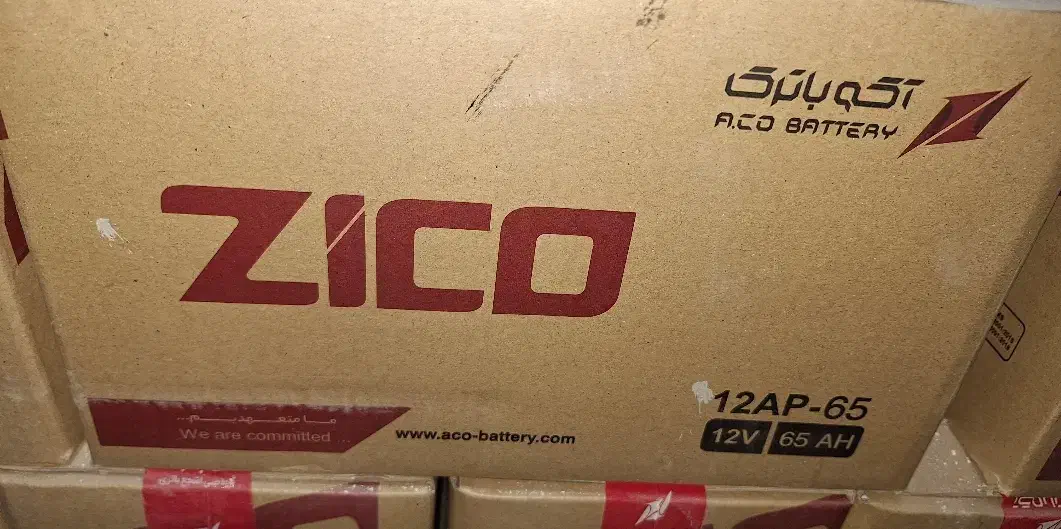 آکو باتری
A.CO BATTERY
ZICO
12AP-65
12V 65 AH
ما متعهدیم...
We are committed ...
www.aco-battery.com